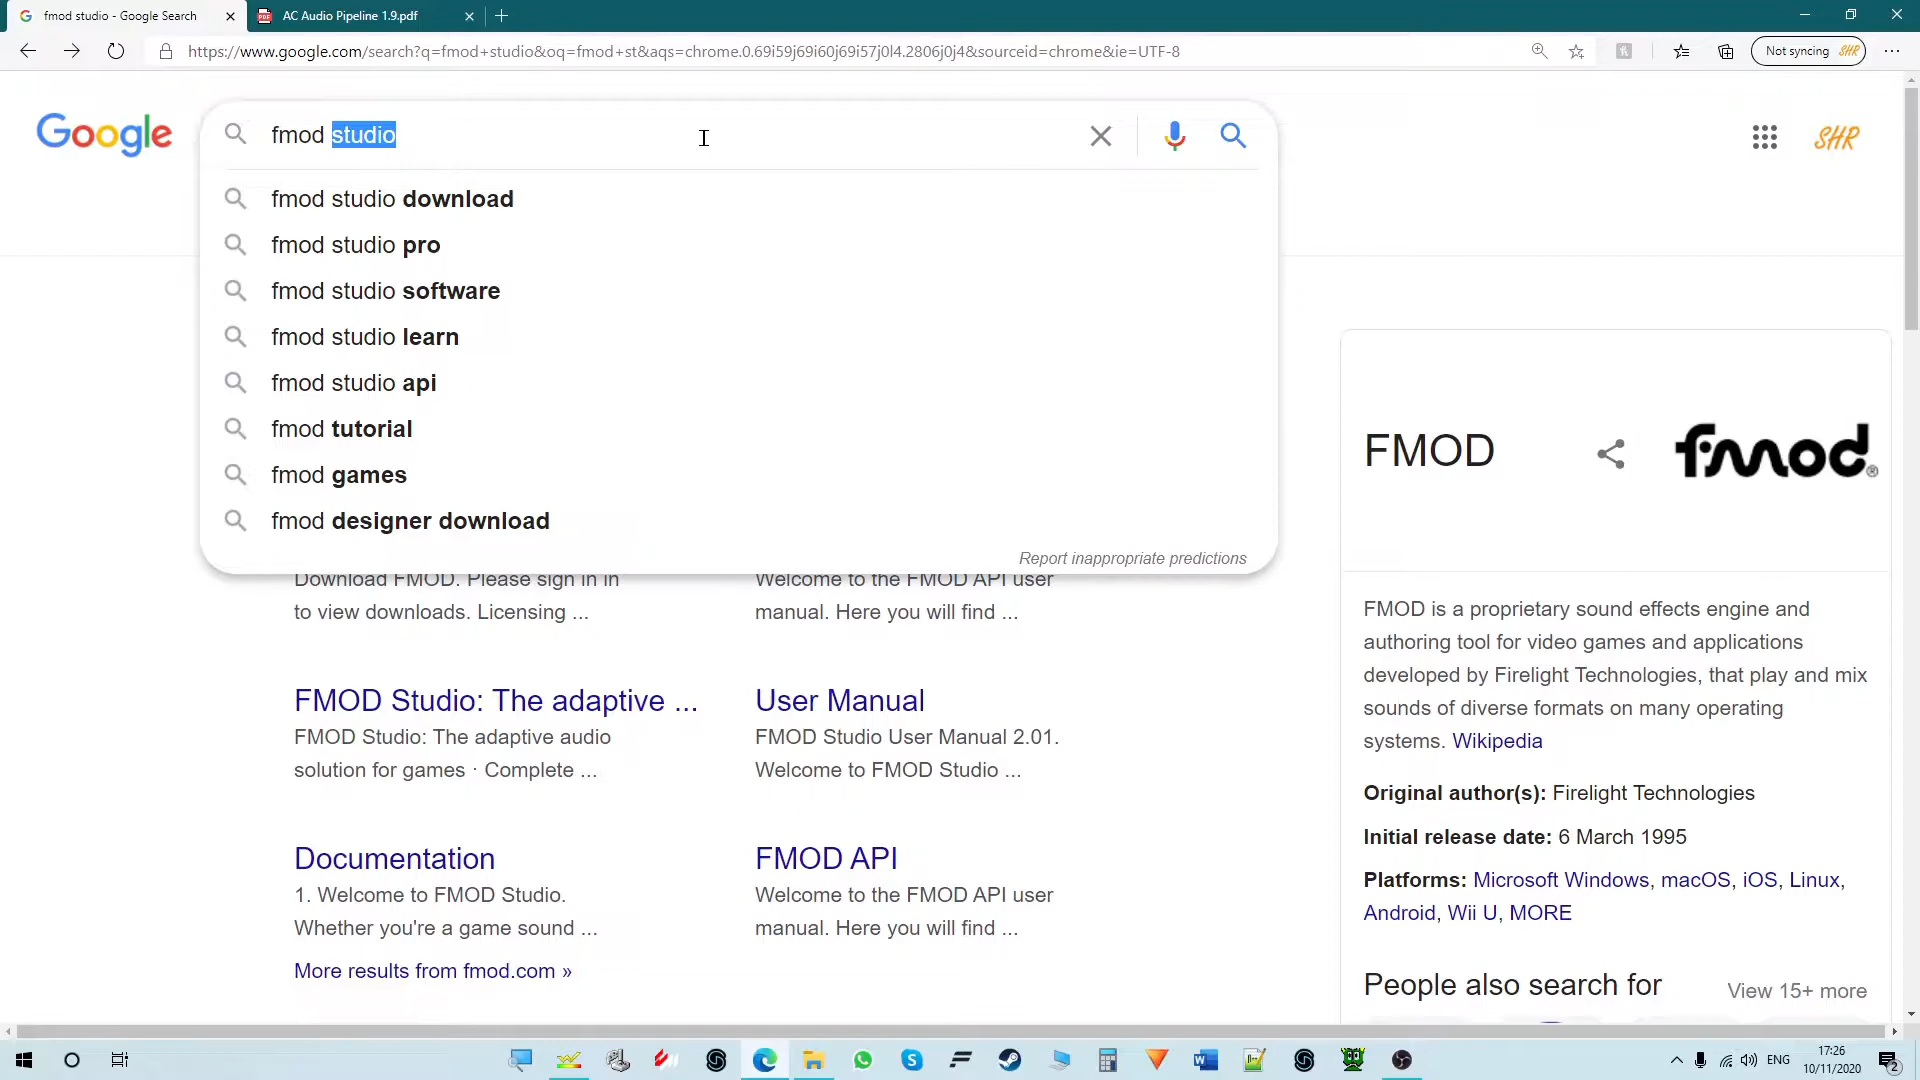 fmod studio - Google Search
AC Audio Pipeline 1.9.pdf
https://www.google.com/search?q=fmod+studio&oq=fmod+st&aqs=chrome.0.69i59j69i60j69i57j0l4.2806j0j4&sourceid=chrome&ie=UTF-8
Not syncing SHR
Google
fmod studio
SHR
fmod studio download
fmod studio pro
fmod studio software
fmod studio learn
fmod studio api
fmod tutorial
fmod games
fmod designer download
Report inappropriate predictions
Download FMOD. Please sign in in
to view downloads. Licensing ...
Welcome to the FMOD API user
manual. Here you will find ...
FMOD Studio: The adaptive ...
FMOD Studio: The adaptive audio
solution for games · Complete ...
User Manual
FMOD Studio User Manual 2.01.
Welcome to FMOD Studio ...
Documentation
1. Welcome to FMOD Studio.
Whether you're a game sound ...
FMOD API
Welcome to the FMOD API user
manual. Here you will find ...
More results from fmod.com »
FMOD
fmod®
FMOD is a proprietary sound effects engine and
authoring tool for video games and applications
developed by Firelight Technologies, that play and mix
sounds of diverse formats on many operating
systems. Wikipedia
Original author(s): Firelight Technologies
Initial release date: 6 March 1995
Platforms: Microsoft Windows, macOS, iOS, Linux,
Android, Wii U, MORE
People also search for
View 15+ more
ENG
17:26
10/11/2020
2